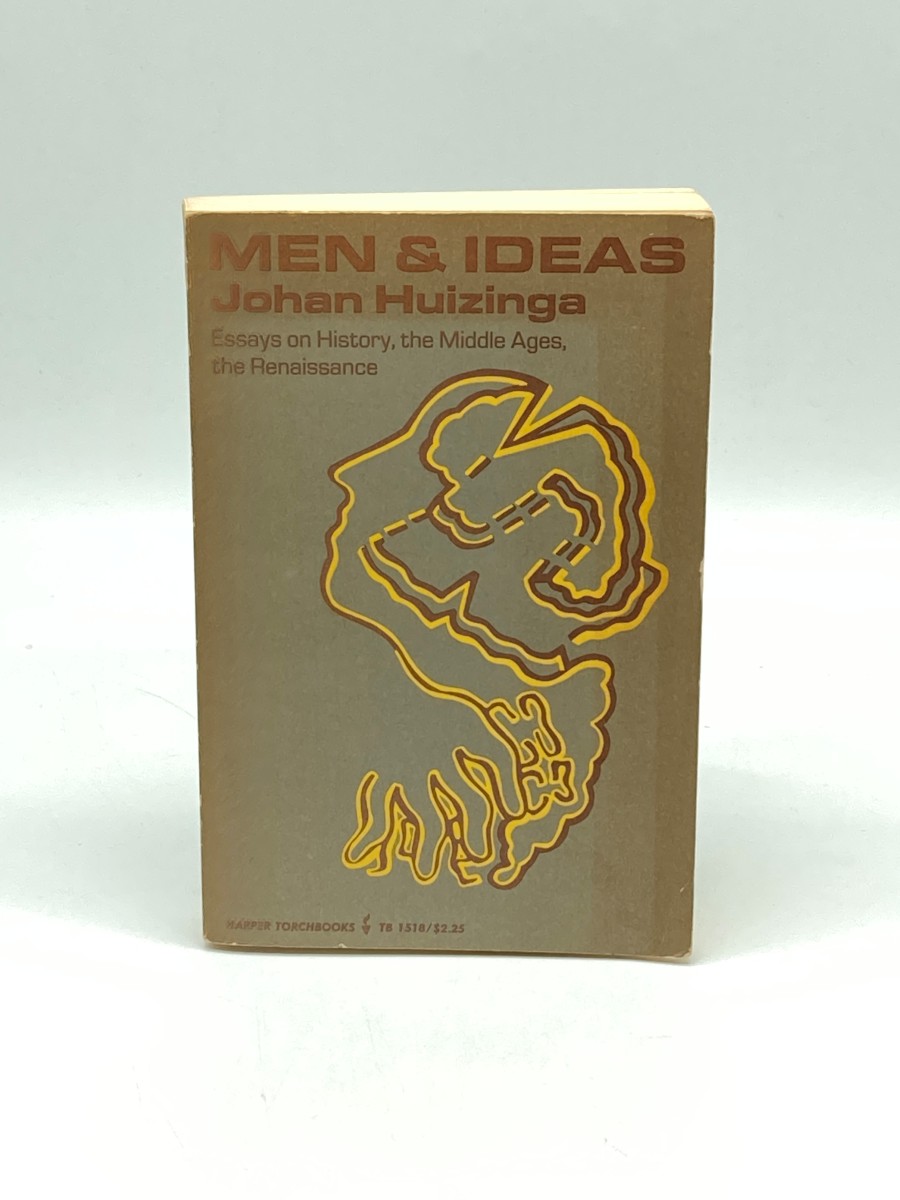 MEN & IDEAS
Johan Huizinga
Essays on History, the Middle Ages,
the Renaissance
HARPER TORCHBOOKS TB 1518/$2.25